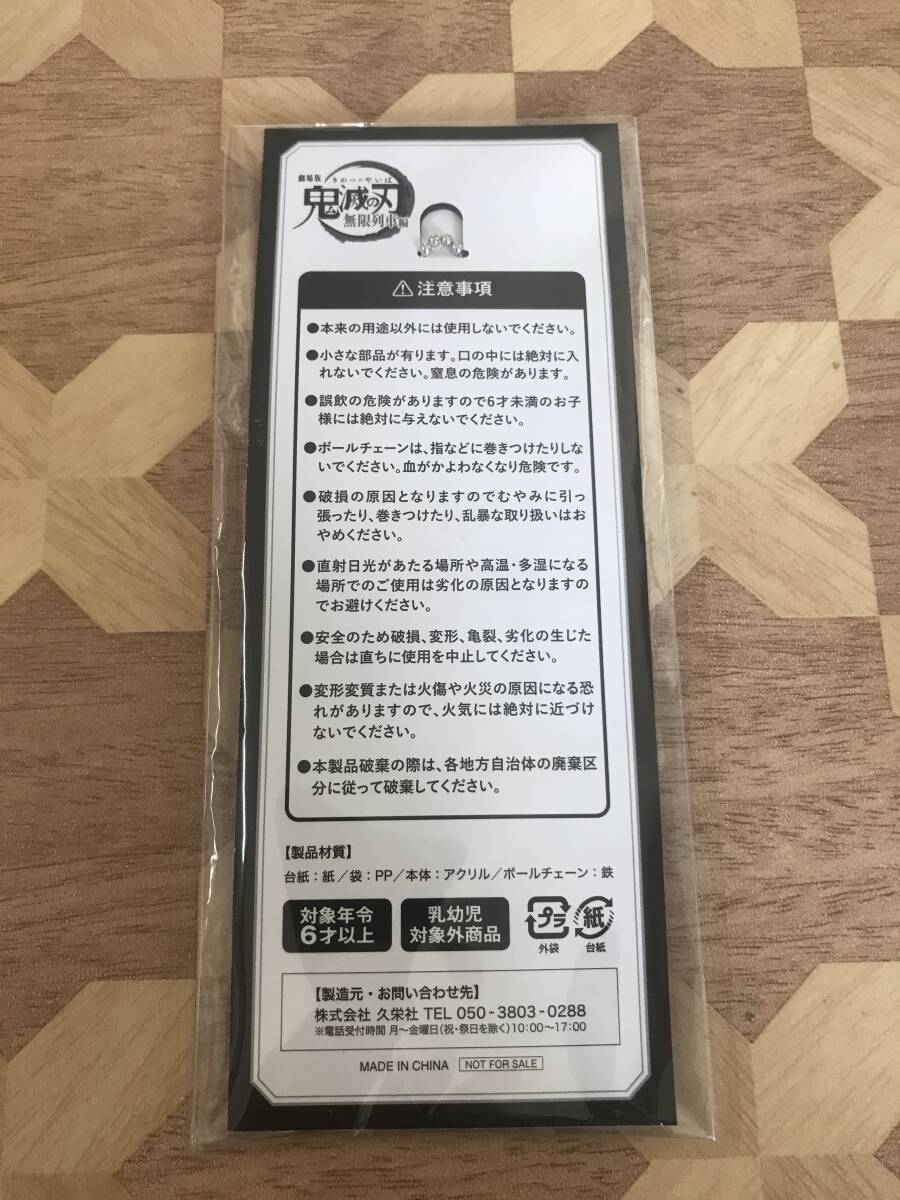 劇場版
きめつのやいば
鬼滅の刃
無限列車編
⚠注意事項
●本来の用途以外には使用しないでください。
●小さな部品が有ります。口の中には絶対に入
れないでください。窒息の危険があります。
●誤飲の危険がありますので6才未満のお子
様には絶対に与えないでください。
●ボールチェーンは、指などに巻きつけたりしな
いでください。血がかよわなくなり危険です。
●破損の原因となりますのでむやみに引っ
張ったり、巻きつけたり、乱暴な取り扱いはお
やめください。
●直射日光があたる場所や高温・多湿になる
場所でのご使用は劣化の原因となりますの
でお避けください。
●安全のため破損、変形、亀裂、劣化の生じた
場合は直ちに使用を中止してください。
●変形変質または火傷や火災の原因になる恐
れがありますので、火気には絶対に近づけ
ないでください。
●本製品破棄の際は、各地方自治体の廃棄区
分に従って破棄してください。
【製品材質】
台紙：紙／袋：PP／本体：アクリル／ボールチェーン：鉄
対象年令
6才以上
乳幼児
対象外商品
プラ
外袋
紙
台紙
【製造元・お問い合わせ先】
株式会社 久栄社 TEL 050-3803-0288
※電話受付時間 月～金曜日(祝・祭日を除く)10:00～17:00
MADE IN CHINA NOT FOR SALE